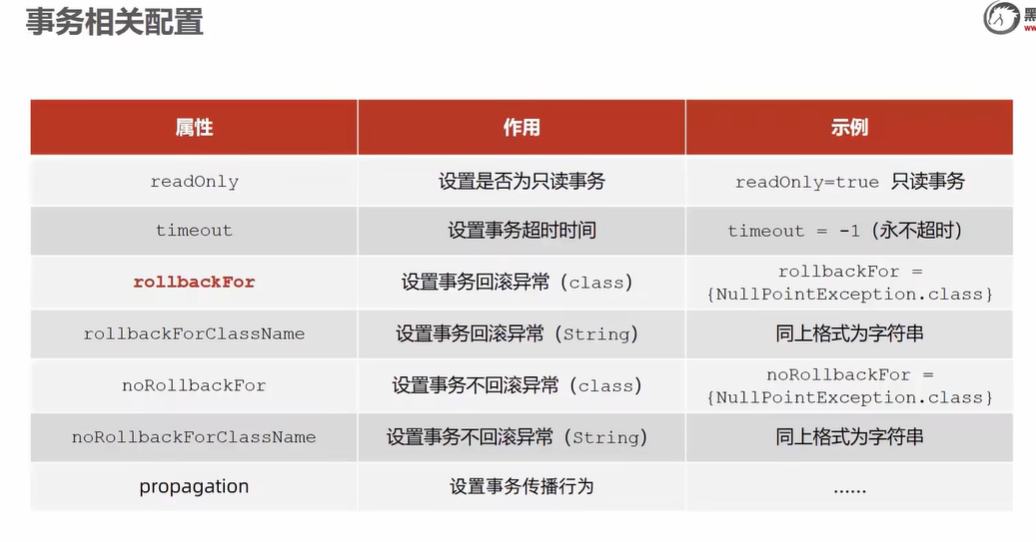 事务相关配置
黑
ww
属性 作用 示例
readOnly 设置是否为只读事务 readOnly=true 只读事务
timeout 设置事务超时时间 timeout = -1（永不超时）
rollbackFor 设置事务回滚异常（class） rollbackFor =
{NullPointException.class}
rollbackForClassName 设置事务回滚异常（String） 同上格式为字符串
noRollbackFor 设置事务不回滚异常（class） noRollbackFor =
{NullPointException.class}
noRollbackForClassName 设置事务不回滚异常（String） 同上格式为字符串
propagation 设置事务传播行为 ……